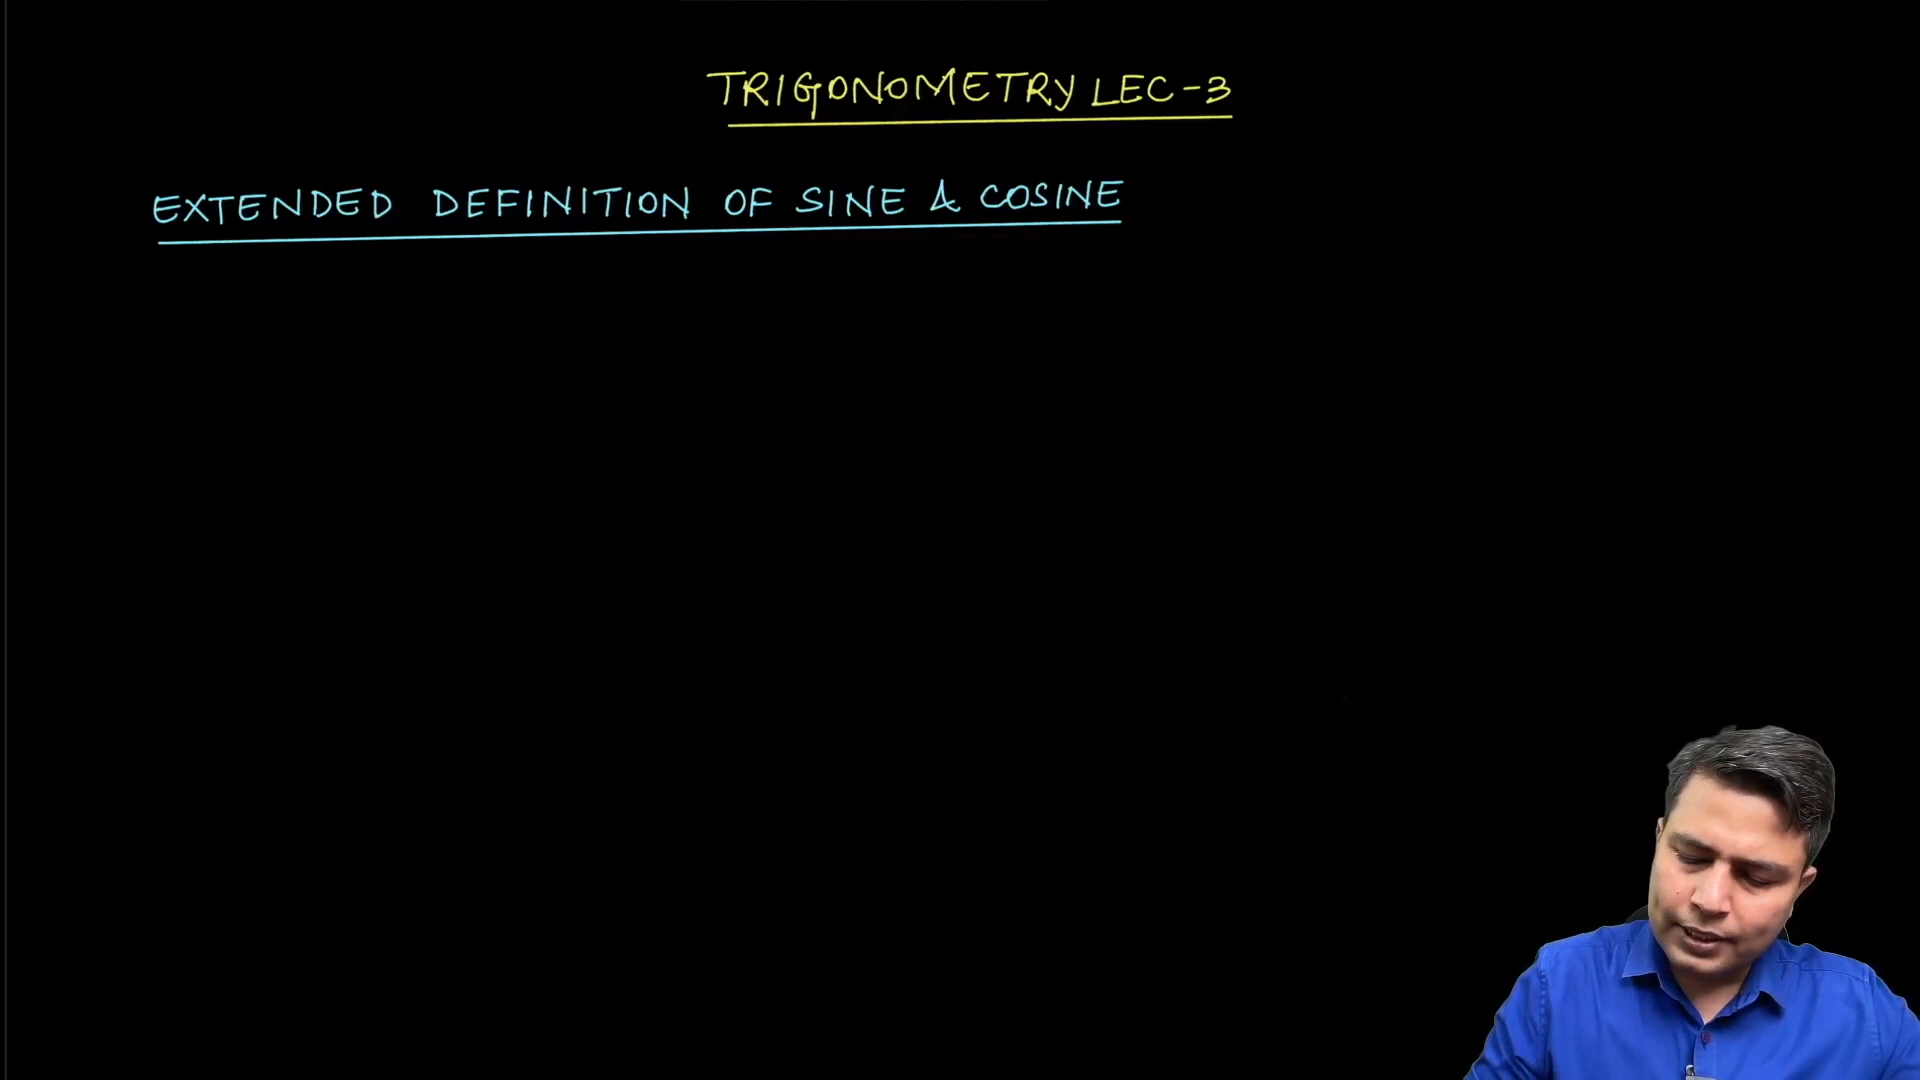 TRIGONOMETRY LEC-3
EXTENDED DEFINITION OF SINE & COSINE